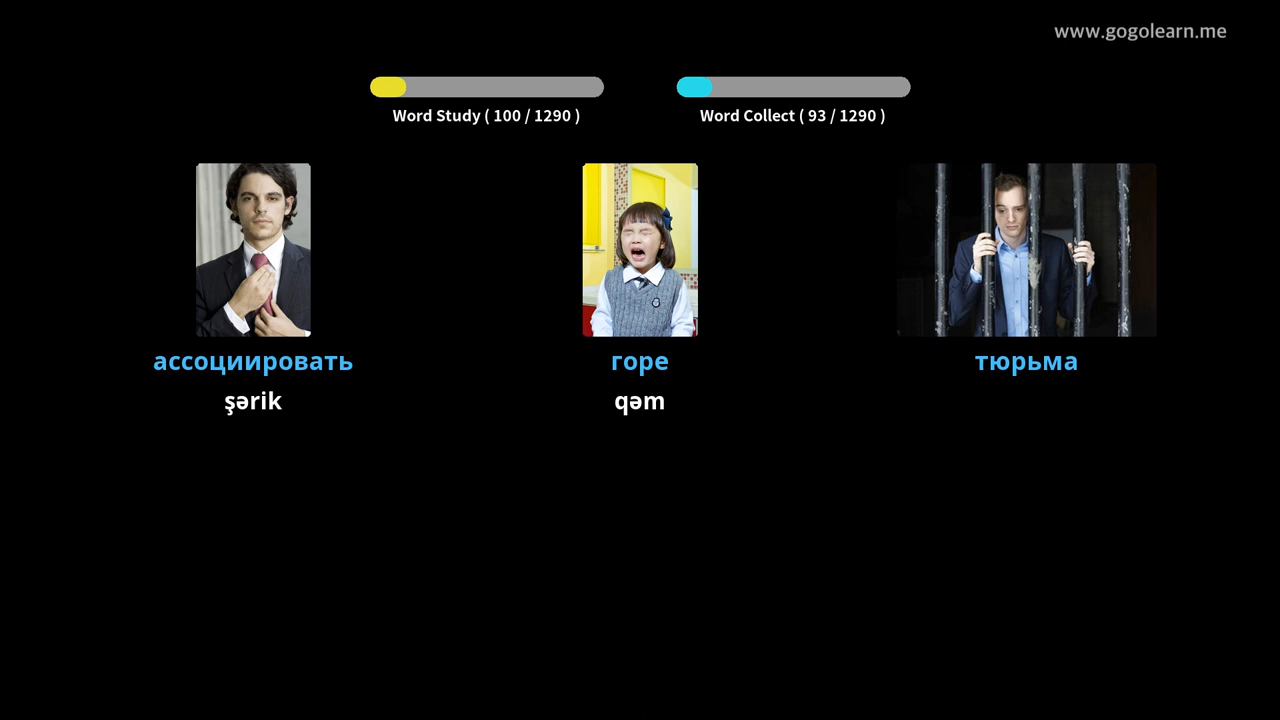 www.gogolearn.me
Word Study ( 100 / 1290 )
Word Collect ( 93 / 1290 )
ассоциировать
горе
тюрьма
şərik
qəm